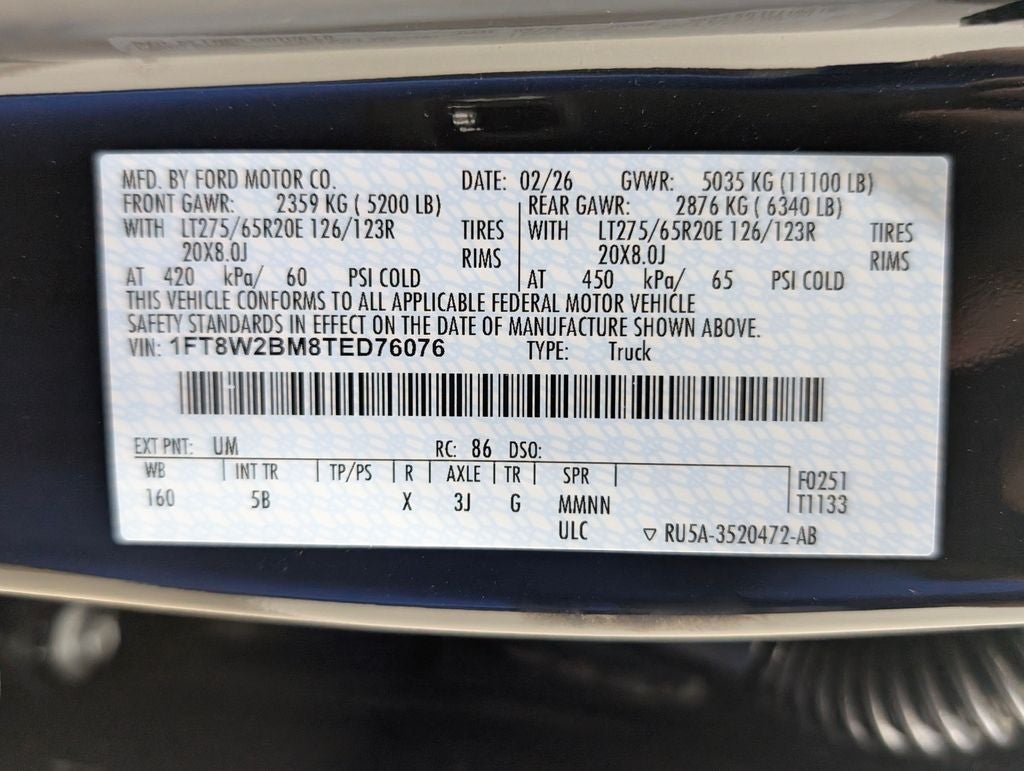 MFD. BY FORD MOTOR CO. DATE: 02/26 GVWR: 5035 KG (11100 LB)
FRONT GAWR: 2359 KG ( 5200 LB) REAR GAWR: 2876 KG ( 6340 LB)
WITH LT275/65R20E 126/123R TIRES WITH LT275/65R20E 126/123R TIRES
20X8.0J RIMS 20X8.0J RIMS
AT 420 kPa/ 60 PSI COLD AT 450 kPa/ 65 PSI COLD
THIS VEHICLE CONFORMS TO ALL APPLICABLE FEDERAL MOTOR VEHICLE
SAFETY STANDARDS IN EFFECT ON THE DATE OF MANUFACTURE SHOWN ABOVE.
VIN: 1FT8W2BM8TED76076 TYPE: Truck
EXT PNT: UM RC: 86 DSO:
WB INT TR TP/PS R AXLE TR SPR F0251
160 5B X 3J G MMNN T1133
ULC ▽ RU5A-3520472-AB